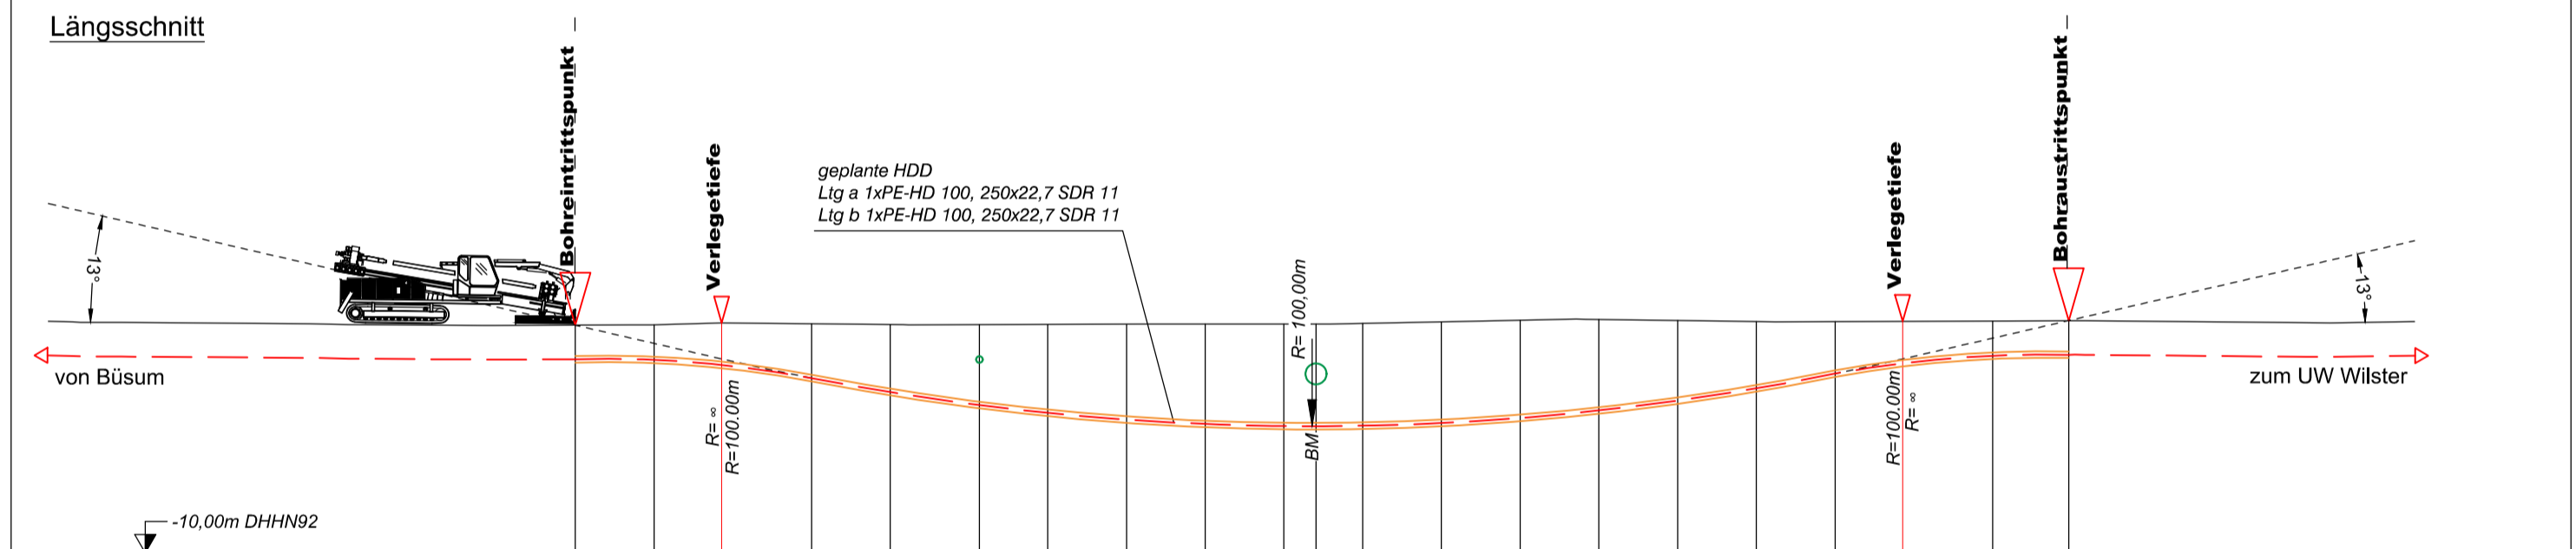 Längsschnitt
Bohreintrittspunkt
Verlegetiefe
geplante HDD
Ltg a 1xPE-HD 100, 250x22,7 SDR 11
Ltg b 1xPE-HD 100, 250x22,7 SDR 11
Verlegetiefe
Bohraustrittspunkt
13°
13°
R= 100,00m
von Büsum
zum UW Wilster
R= ∞
R=100.00m
BM
R=100.00m
R= ∞
-10,00m DHHN92